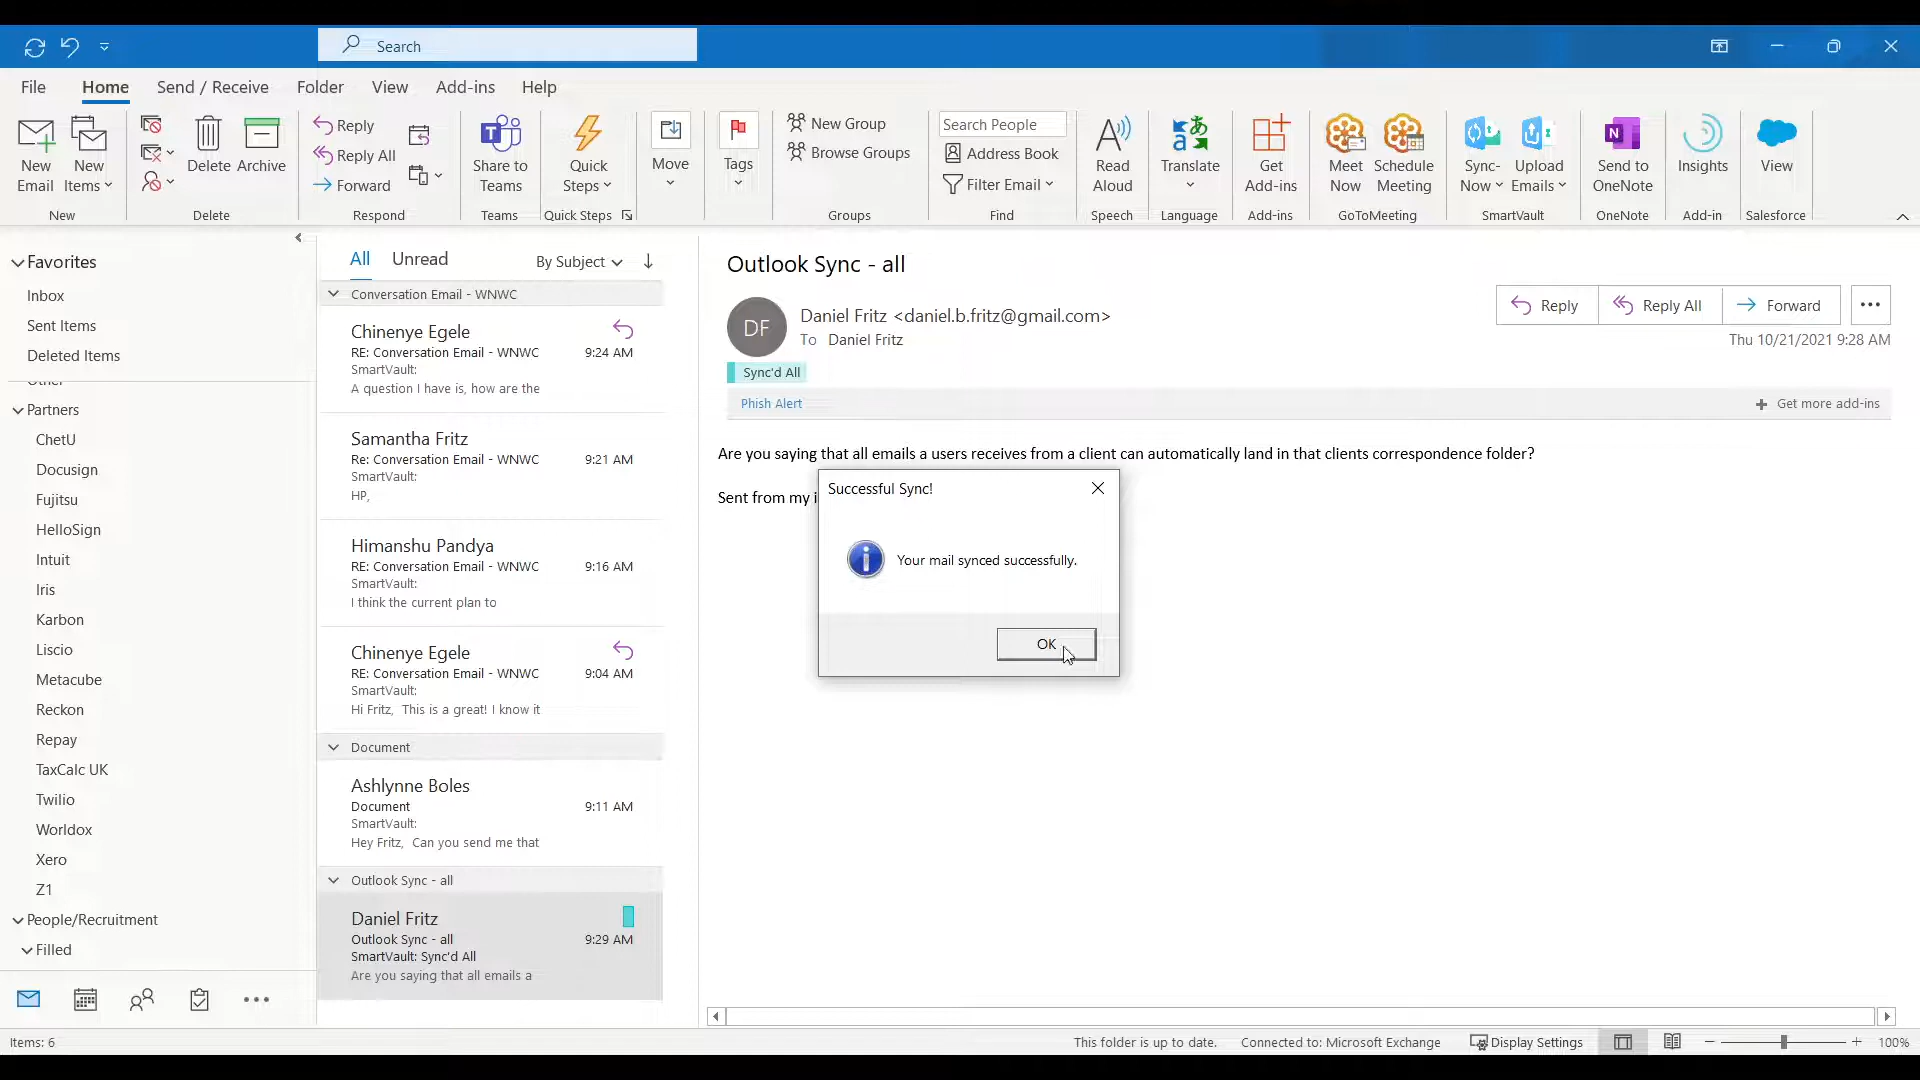 Search
File Home Send / Receive Folder View Add-ins Help
New Email
New Items
New
Delete
Archive
Delete
Reply
Reply All
Forward
Respond
Share to Teams
Teams
Quick Steps
Quick Steps
Move
Tags
New Group
Browse Groups
Groups
Search People
Address Book
Filter Email
Find
Read Aloud
Speech
Translate
Language
Get Add-ins
Add-ins
Meet Now
Schedule Meeting
GoToMeeting
Sync-Now
Upload Emails
SmartVault
Send to OneNote
OneNote
Insights
Add-in
View
Salesforce
Favorites
Inbox
Sent Items
Deleted Items
Other
Partners
ChetU
Docusign
Fujitsu
HelloSign
Intuit
Iris
Karbon
Liscio
Metacube
Reckon
Repay
TaxCalc UK
Twilio
Worldox
Xero
Z1
People/Recruitment
Filled
All Unread By Subject
Conversation Email - WNWC
Chinenye Egele
RE: Conversation Email - WNWC 9:24 AM
SmartVault:
A question I have is, how are the
Samantha Fritz
Re: Conversation Email - WNWC 9:21 AM
SmartVault:
HP,
Himanshu Pandya
RE: Conversation Email - WNWC 9:16 AM
SmartVault:
I think the current plan to
Chinenye Egele
RE: Conversation Email - WNWC 9:04 AM
SmartVault:
Hi Fritz, This is a great! I know it
Document
Ashlynne Boles
Document 9:11 AM
SmartVault:
Hey Fritz, Can you send me that
Outlook Sync - all
Daniel Fritz
Outlook Sync - all 9:29 AM
SmartVault: Sync'd All
Are you saying that all emails a
Outlook Sync - all
DF
Daniel Fritz <daniel.b.fritz@gmail.com>
To Daniel Fritz
Reply Reply All Forward
Thu 10/21/2021 9:28 AM
Sync'd All
Phish Alert
+ Get more add-ins
Are you saying that all emails a users receives from a client can automatically land in that clients correspondence folder?
Sent from my i
Successful Sync!
Your mail synced successfully.
OK
Items: 6
This folder is up to date. Connected to: Microsoft Exchange Display Settings 100%